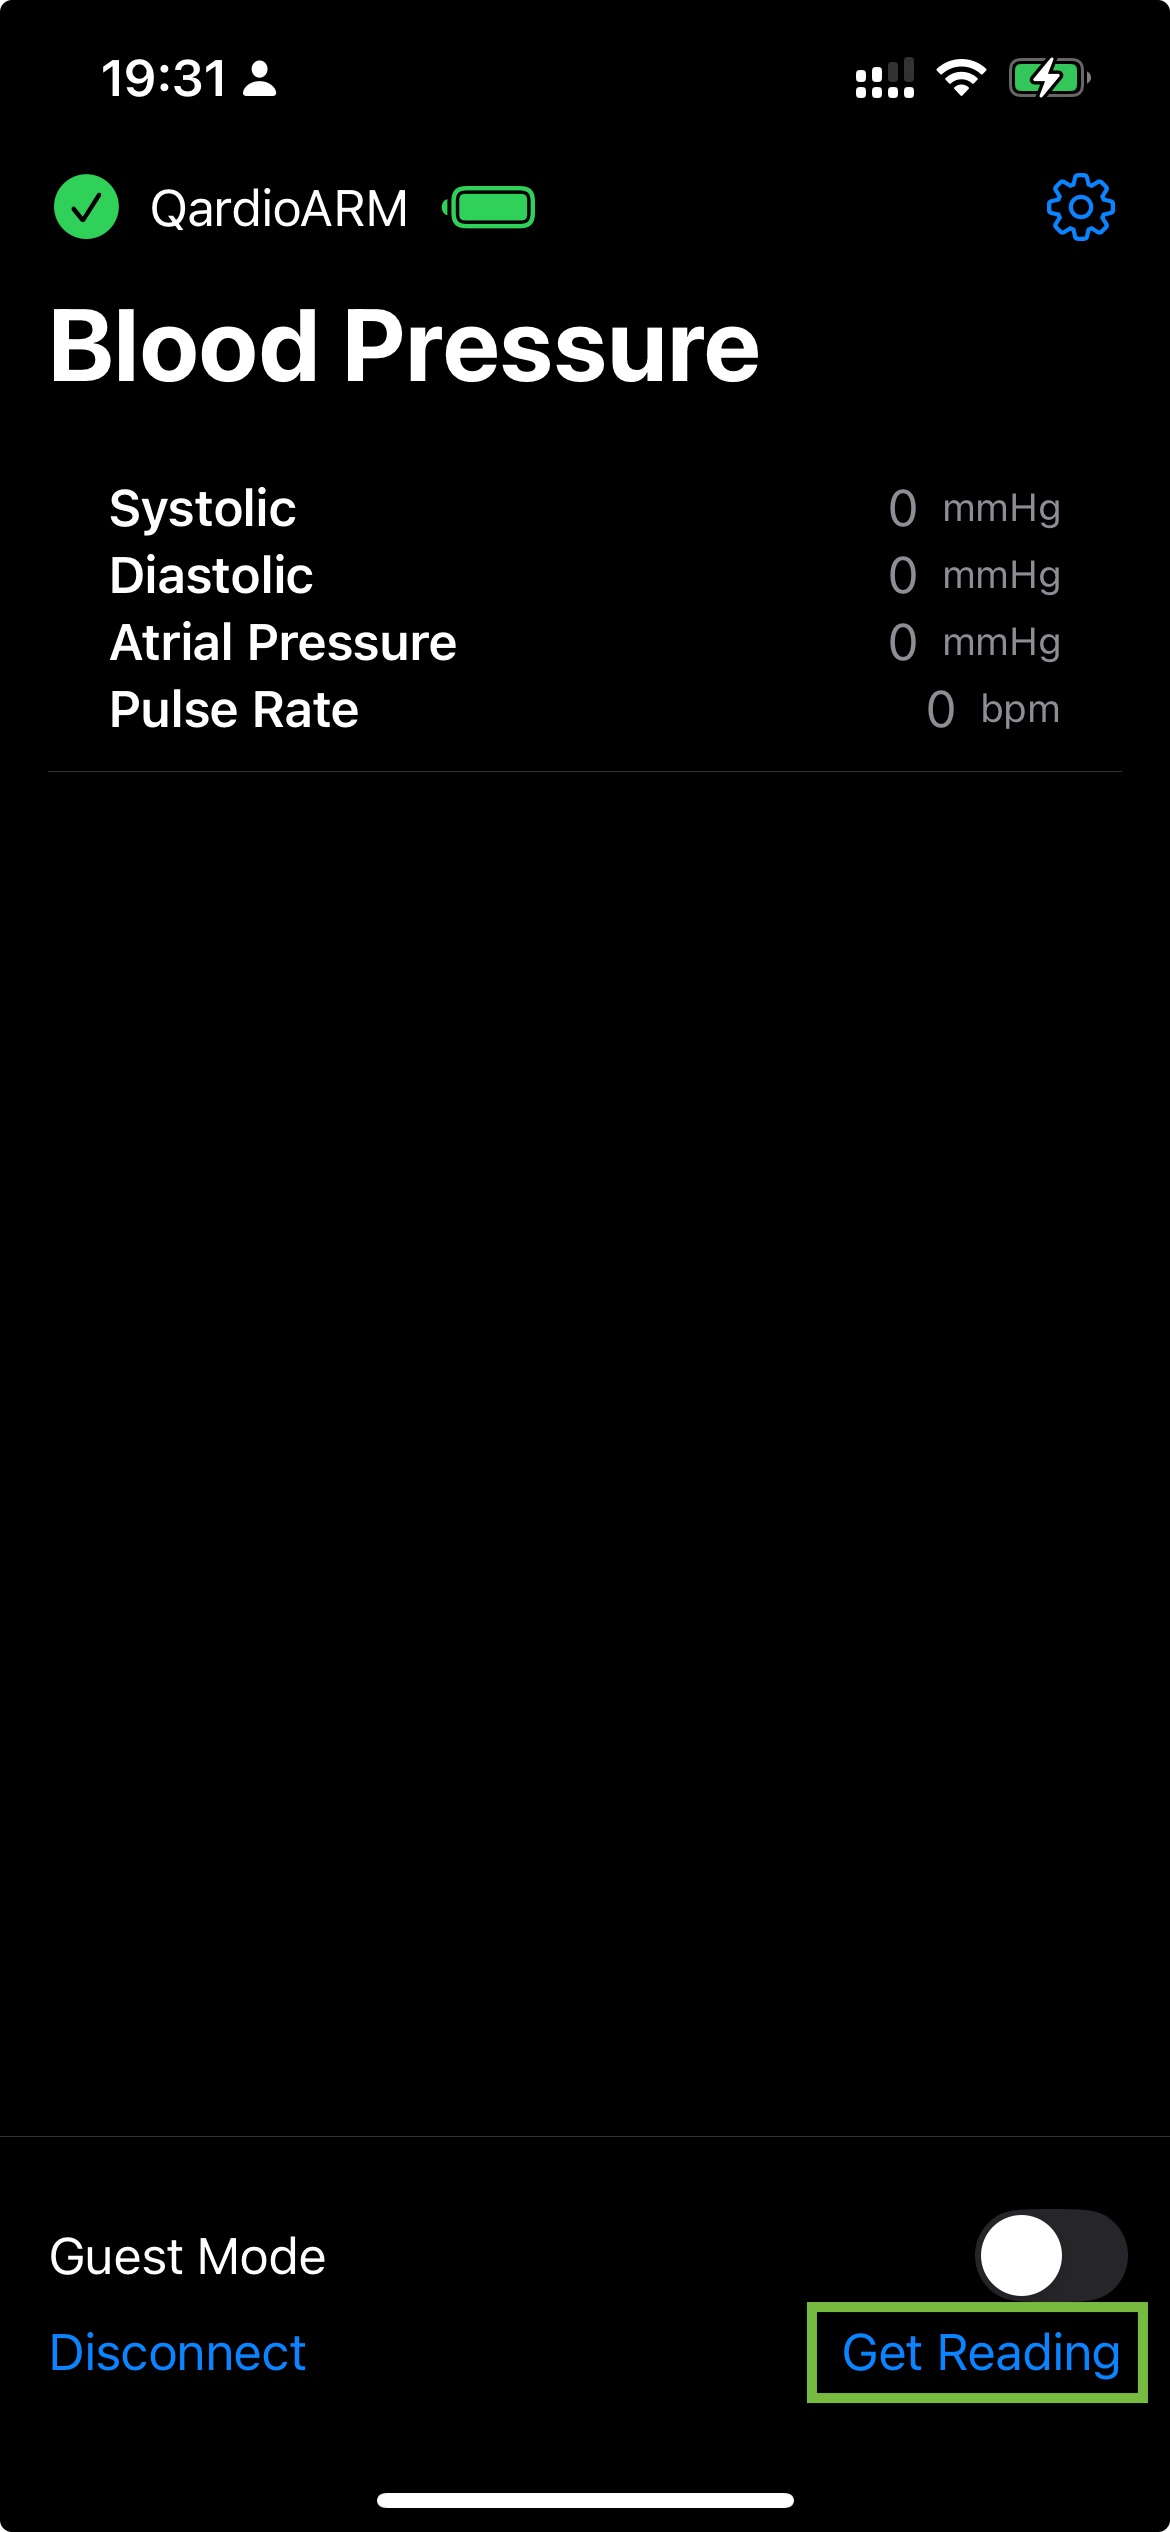 19:31
QardioARM
Blood Pressure
Systolic 0 mmHg
Diastolic 0 mmHg
Atrial Pressure 0 mmHg
Pulse Rate 0 bpm
Guest Mode
Disconnect Get Reading